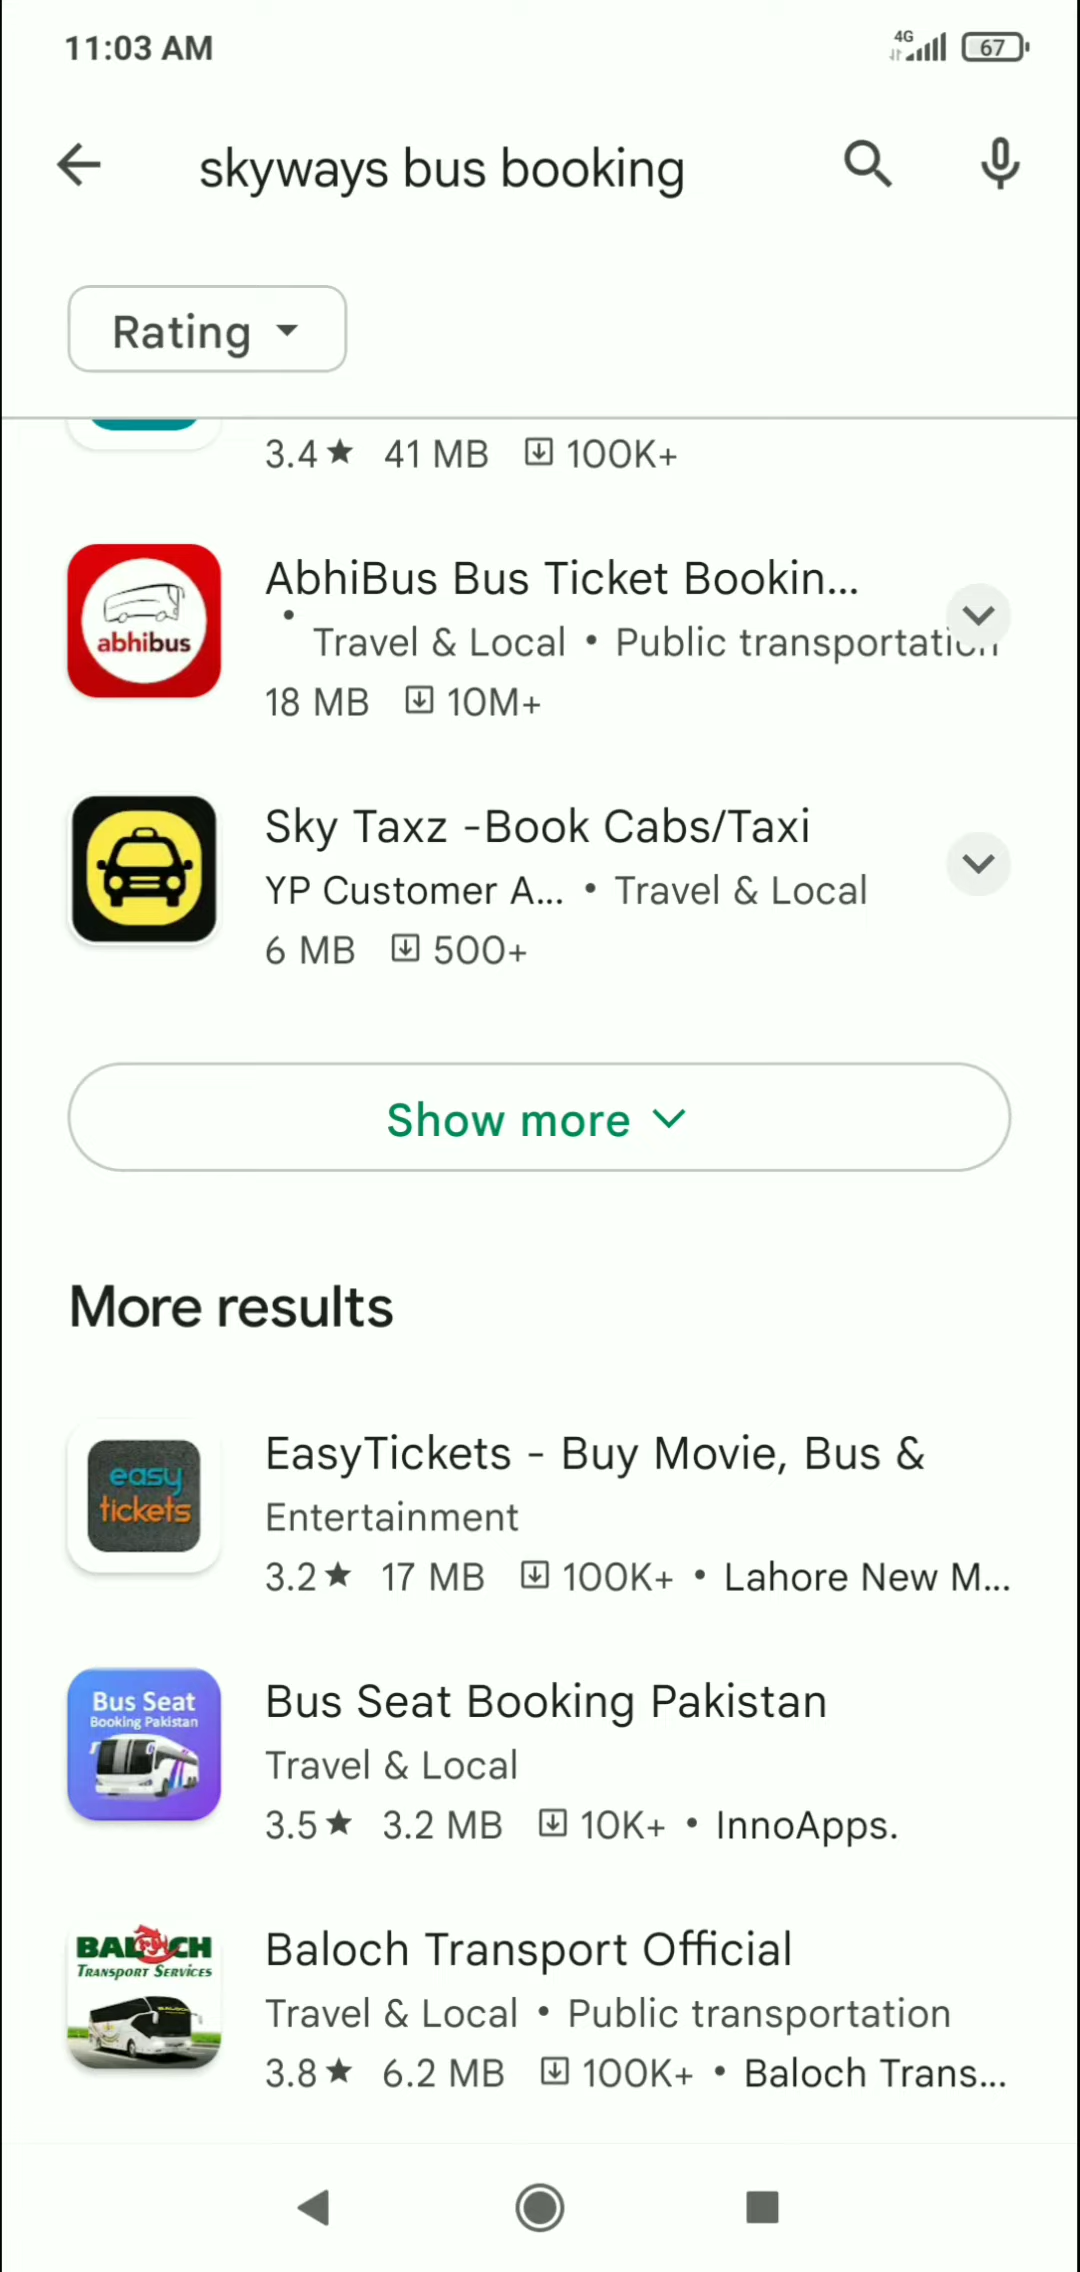 11:03 AM
4G
67
skyways bus booking
Rating
3.4★ 41 MB 100K+
abhibus
AbhiBus Bus Ticket Bookin...
• Travel & Local • Public transportation
18 MB 10M+
Sky Taxz -Book Cabs/Taxi
YP Customer A... • Travel & Local
6 MB 500+
Show more
More results
easy
tickets
EasyTickets - Buy Movie, Bus &
Entertainment
3.2★ 17 MB 100K+ • Lahore New M...
Bus Seat
Booking Pakistan
Bus Seat Booking Pakistan
Travel & Local
3.5★ 3.2 MB 10K+ • InnoApps.
BALOCH
TRANSPORT SERVICES
Baloch Transport Official
Travel & Local • Public transportation
3.8★ 6.2 MB 100K+ • Baloch Trans...